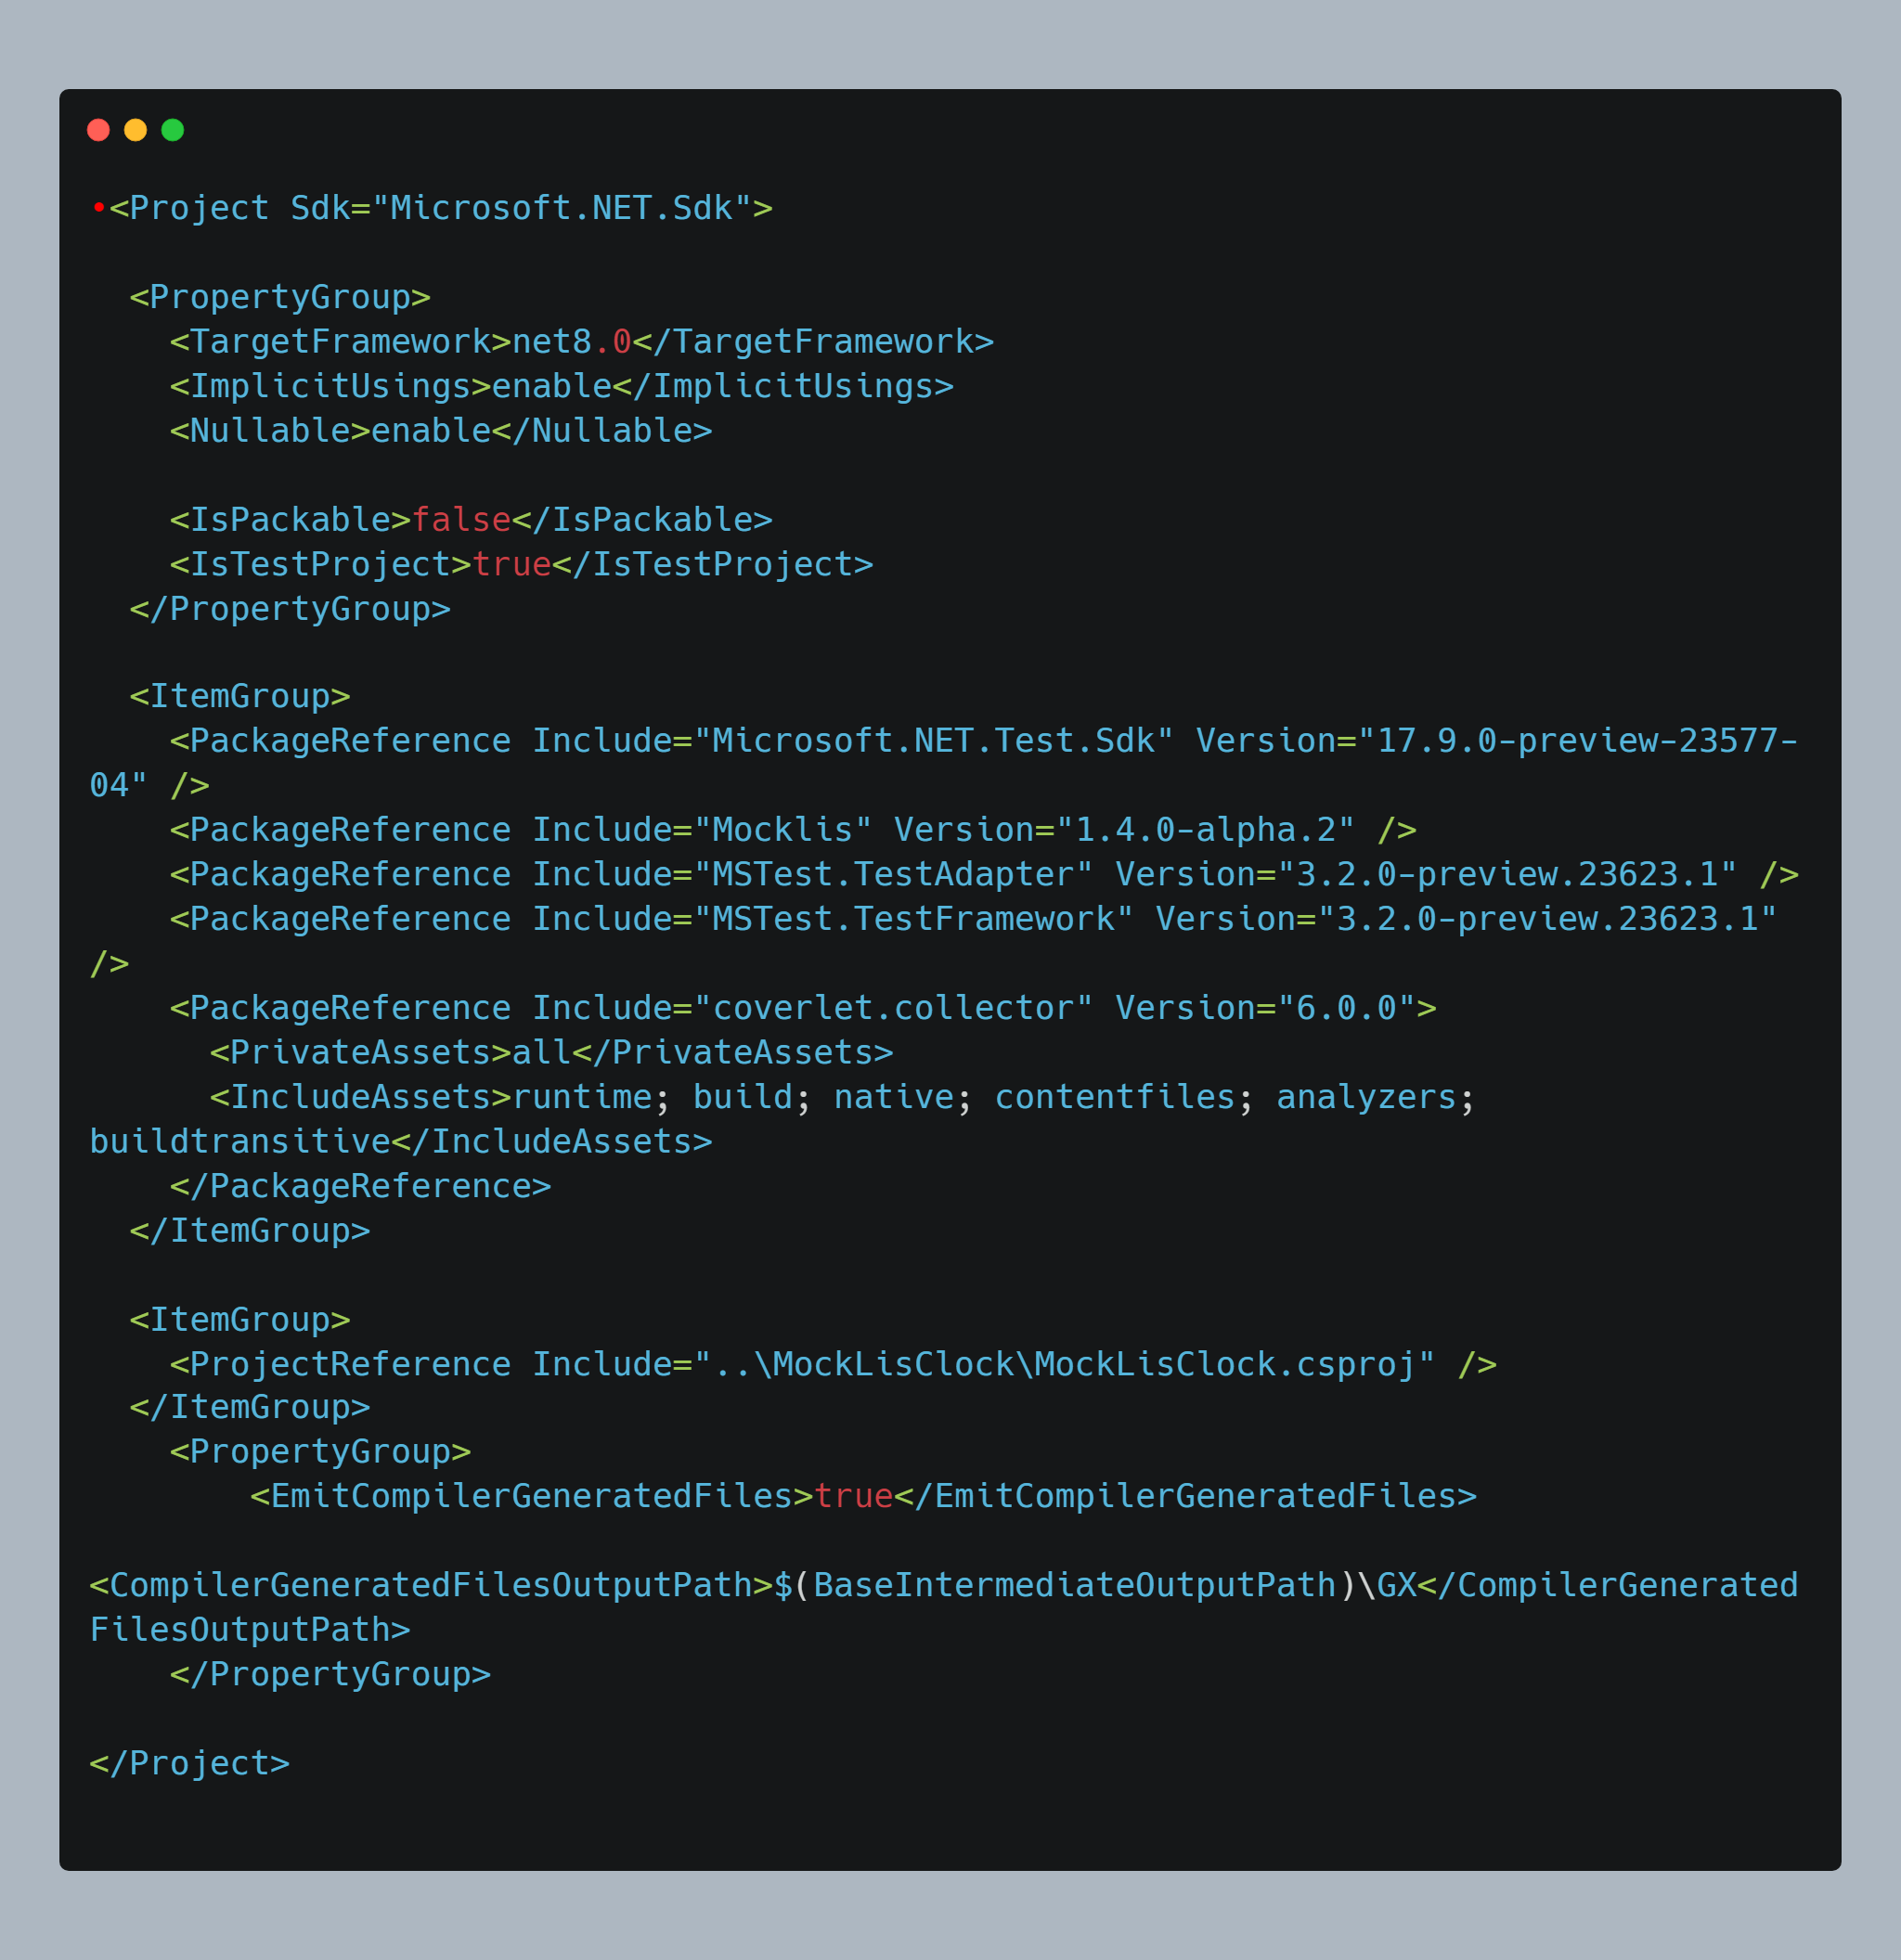 •<Project Sdk="Microsoft.NET.Sdk">

  <PropertyGroup>
    <TargetFramework>net8.0</TargetFramework>
    <ImplicitUsings>enable</ImplicitUsings>
    <Nullable>enable</Nullable>

    <IsPackable>false</IsPackable>
    <IsTestProject>true</IsTestProject>
  </PropertyGroup>

  <ItemGroup>
    <PackageReference Include="Microsoft.NET.Test.Sdk" Version="17.9.0-preview-23577-
04" />
    <PackageReference Include="Mocklis" Version="1.4.0-alpha.2" />
    <PackageReference Include="MSTest.TestAdapter" Version="3.2.0-preview.23623.1" />
    <PackageReference Include="MSTest.TestFramework" Version="3.2.0-preview.23623.1"
/>
    <PackageReference Include="coverlet.collector" Version="6.0.0">
      <PrivateAssets>all</PrivateAssets>
      <IncludeAssets>runtime; build; native; contentfiles; analyzers;
buildtransitive</IncludeAssets>
    </PackageReference>
  </ItemGroup>

  <ItemGroup>
    <ProjectReference Include="..\MockLisClock\MockLisClock.csproj" />
  </ItemGroup>
    <PropertyGroup>
        <EmitCompilerGeneratedFiles>true</EmitCompilerGeneratedFiles>

<CompilerGeneratedFilesOutputPath>$(BaseIntermediateOutputPath)\GX</CompilerGenerated
FilesOutputPath>
    </PropertyGroup>

</Project>